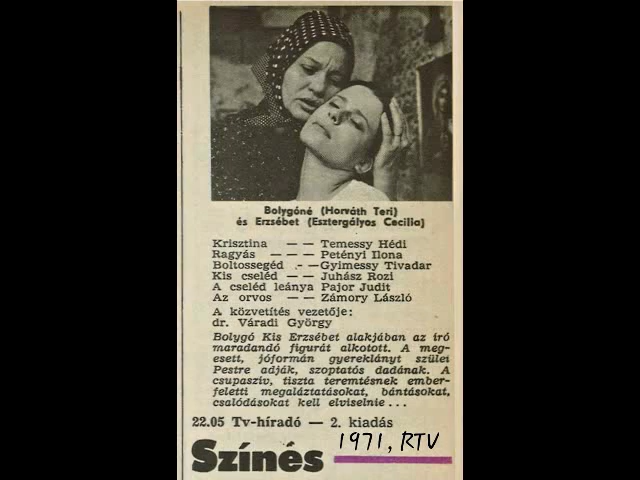 Bolygóné (Horváth Teri)
és Erzsébet (Esztergályos Cecília)
Krisztina — — Temessy Hédi
Ragyás — — — Petényi Ilona
Boltossegéd - — Gyimessy Tivadar
Kis cseléd — — Juhász Rozi
A cseléd leánya Pajor Judit
Az orvos — — Zámory László
A közvetítés vezetője:
dr. Váradi György
Bolygó Kis Erzsébet alakjában az író
maradandó figurát alkotott. A meg-
esett, jóformán gyereklányt szülei
Pestre adják, szoptatós dadának. A
csupaszív, tiszta teremtésnek ember-
feletti megaláztatásokat, bántásokat,
csalódásokat kell elviselnie ...
22.05 Tv-híradó — 2. kiadás
Színés 1971, RTV